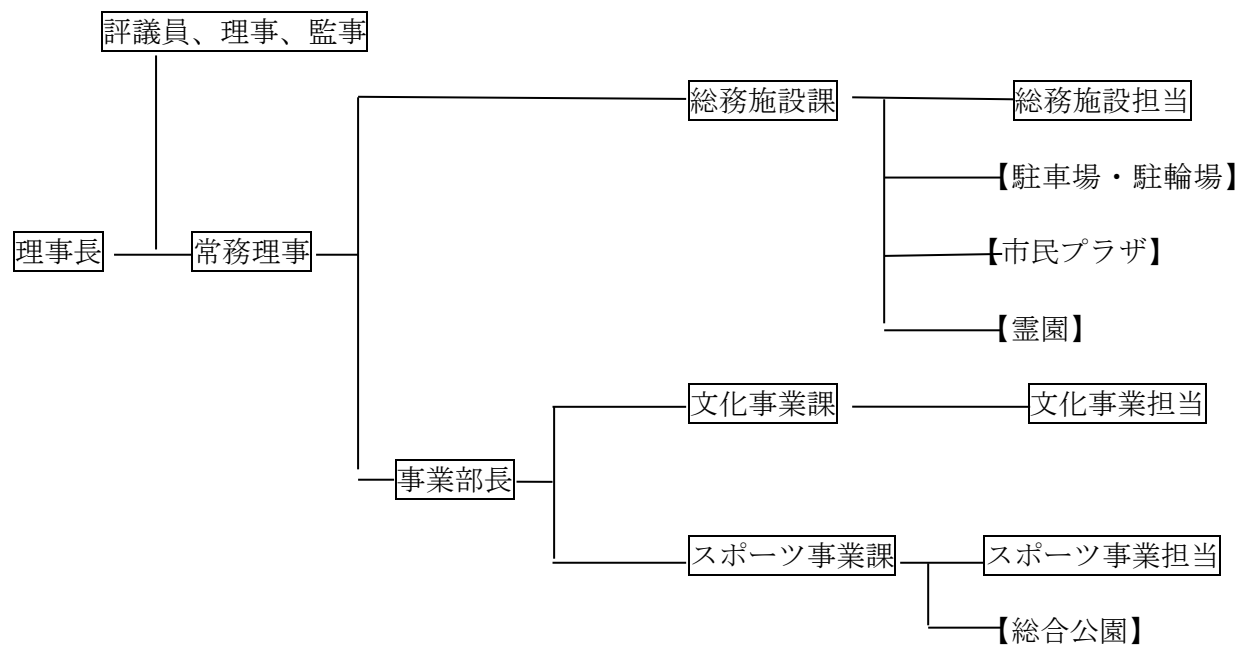 評議員、理事、監事
総務施設課
総務施設担当
【駐車場・駐輪場】
理事長
常務理事
【市民プラザ】
【霊園】
文化事業課
文化事業担当
事業部長
スポーツ事業課
スポーツ事業担当
【総合公園】